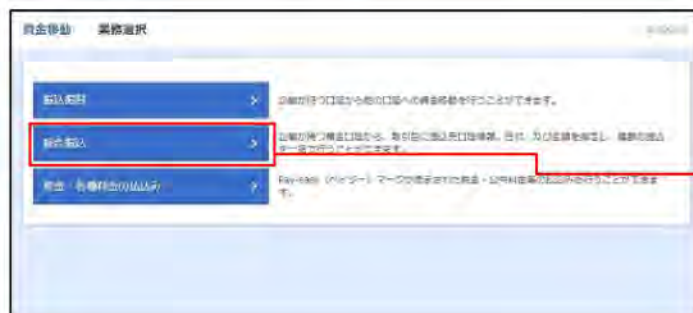 資金移動　業務選択
振込振替
企業が持つ口座から他の口座への資金移動を行うことができます。
総合振込
企業が持つ預金口座から、取引毎に振込先口座情報、日付、及び金額を指定し、複数の振込
を一括で行うことができます。
税金・各種料金の払込み
Pay-easy（ペイジー）マークが表示された税金・公共料金等の払込みを行うことができま
す。